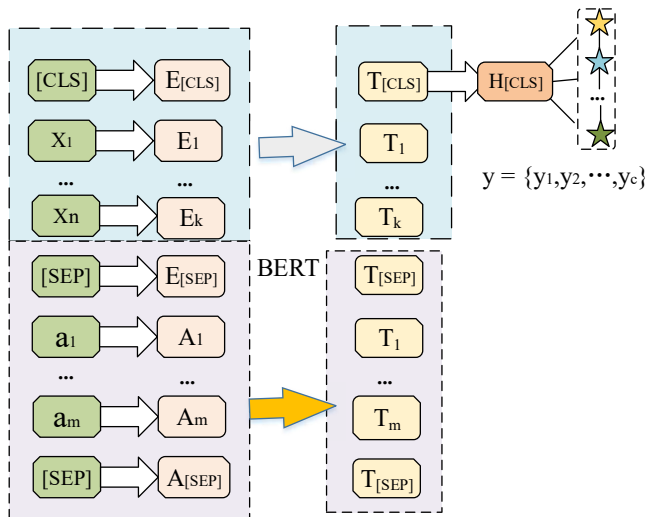 [CLS] E[CLS] T[CLS] H[CLS]
X1 E1 T1
... ... ... ...
y = {y1,y2,···,yc}
Xn Ek Tk
[SEP] E[SEP] BERT T[SEP]
a1 A1 T1
... ... ...
am Am Tm
[SEP] A[SEP] T[SEP]